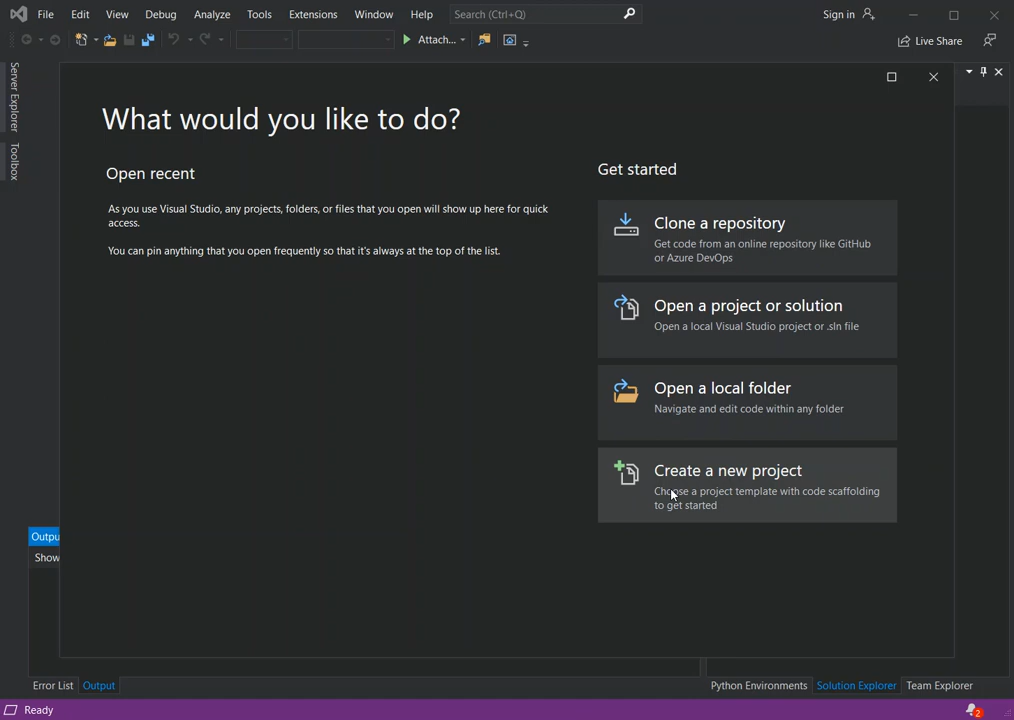 File Edit View Debug Analyze Tools Extensions Window Help Search (Ctrl+Q) Sign in
Attach... Live Share
Server Explorer
Toolbox
What would you like to do?
Open recent
As you use Visual Studio, any projects, folders, or files that you open will show up here for quick
access.
You can pin anything that you open frequently so that it's always at the top of the list.
Get started
Clone a repository
Get code from an online repository like GitHub
or Azure DevOps
Open a project or solution
Open a local Visual Studio project or .sln file
Open a local folder
Navigate and edit code within any folder
Create a new project
Choose a project template with code scaffolding
to get started
Outpu
Show
Error List Output Python Environments Solution Explorer Team Explorer
Ready 2